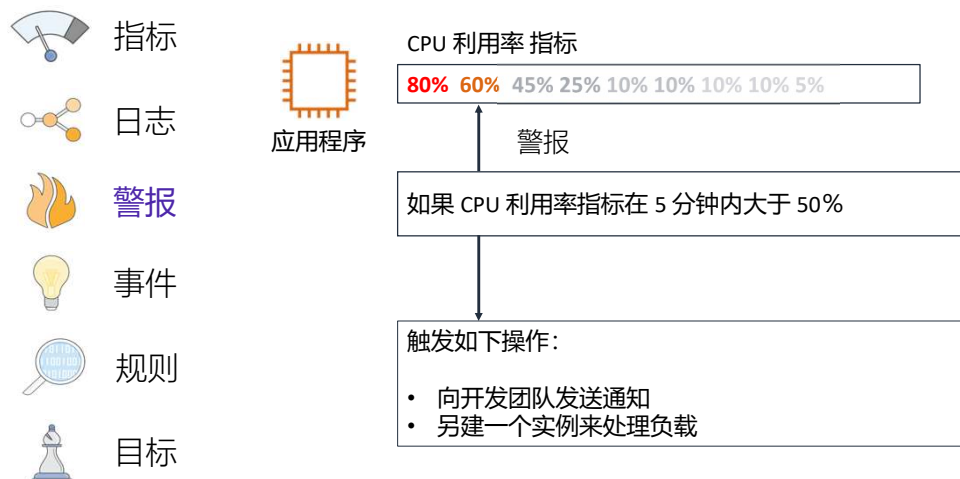 指标
日志
警报
事件
规则
目标
应用程序
CPU 利用率 指标
80% 60% 45% 25% 10% 10% 10% 10% 5%
警报
如果 CPU 利用率指标在 5 分钟内大于 50%
触发如下操作：
• 向开发团队发送通知
• 另建一个实例来处理负载